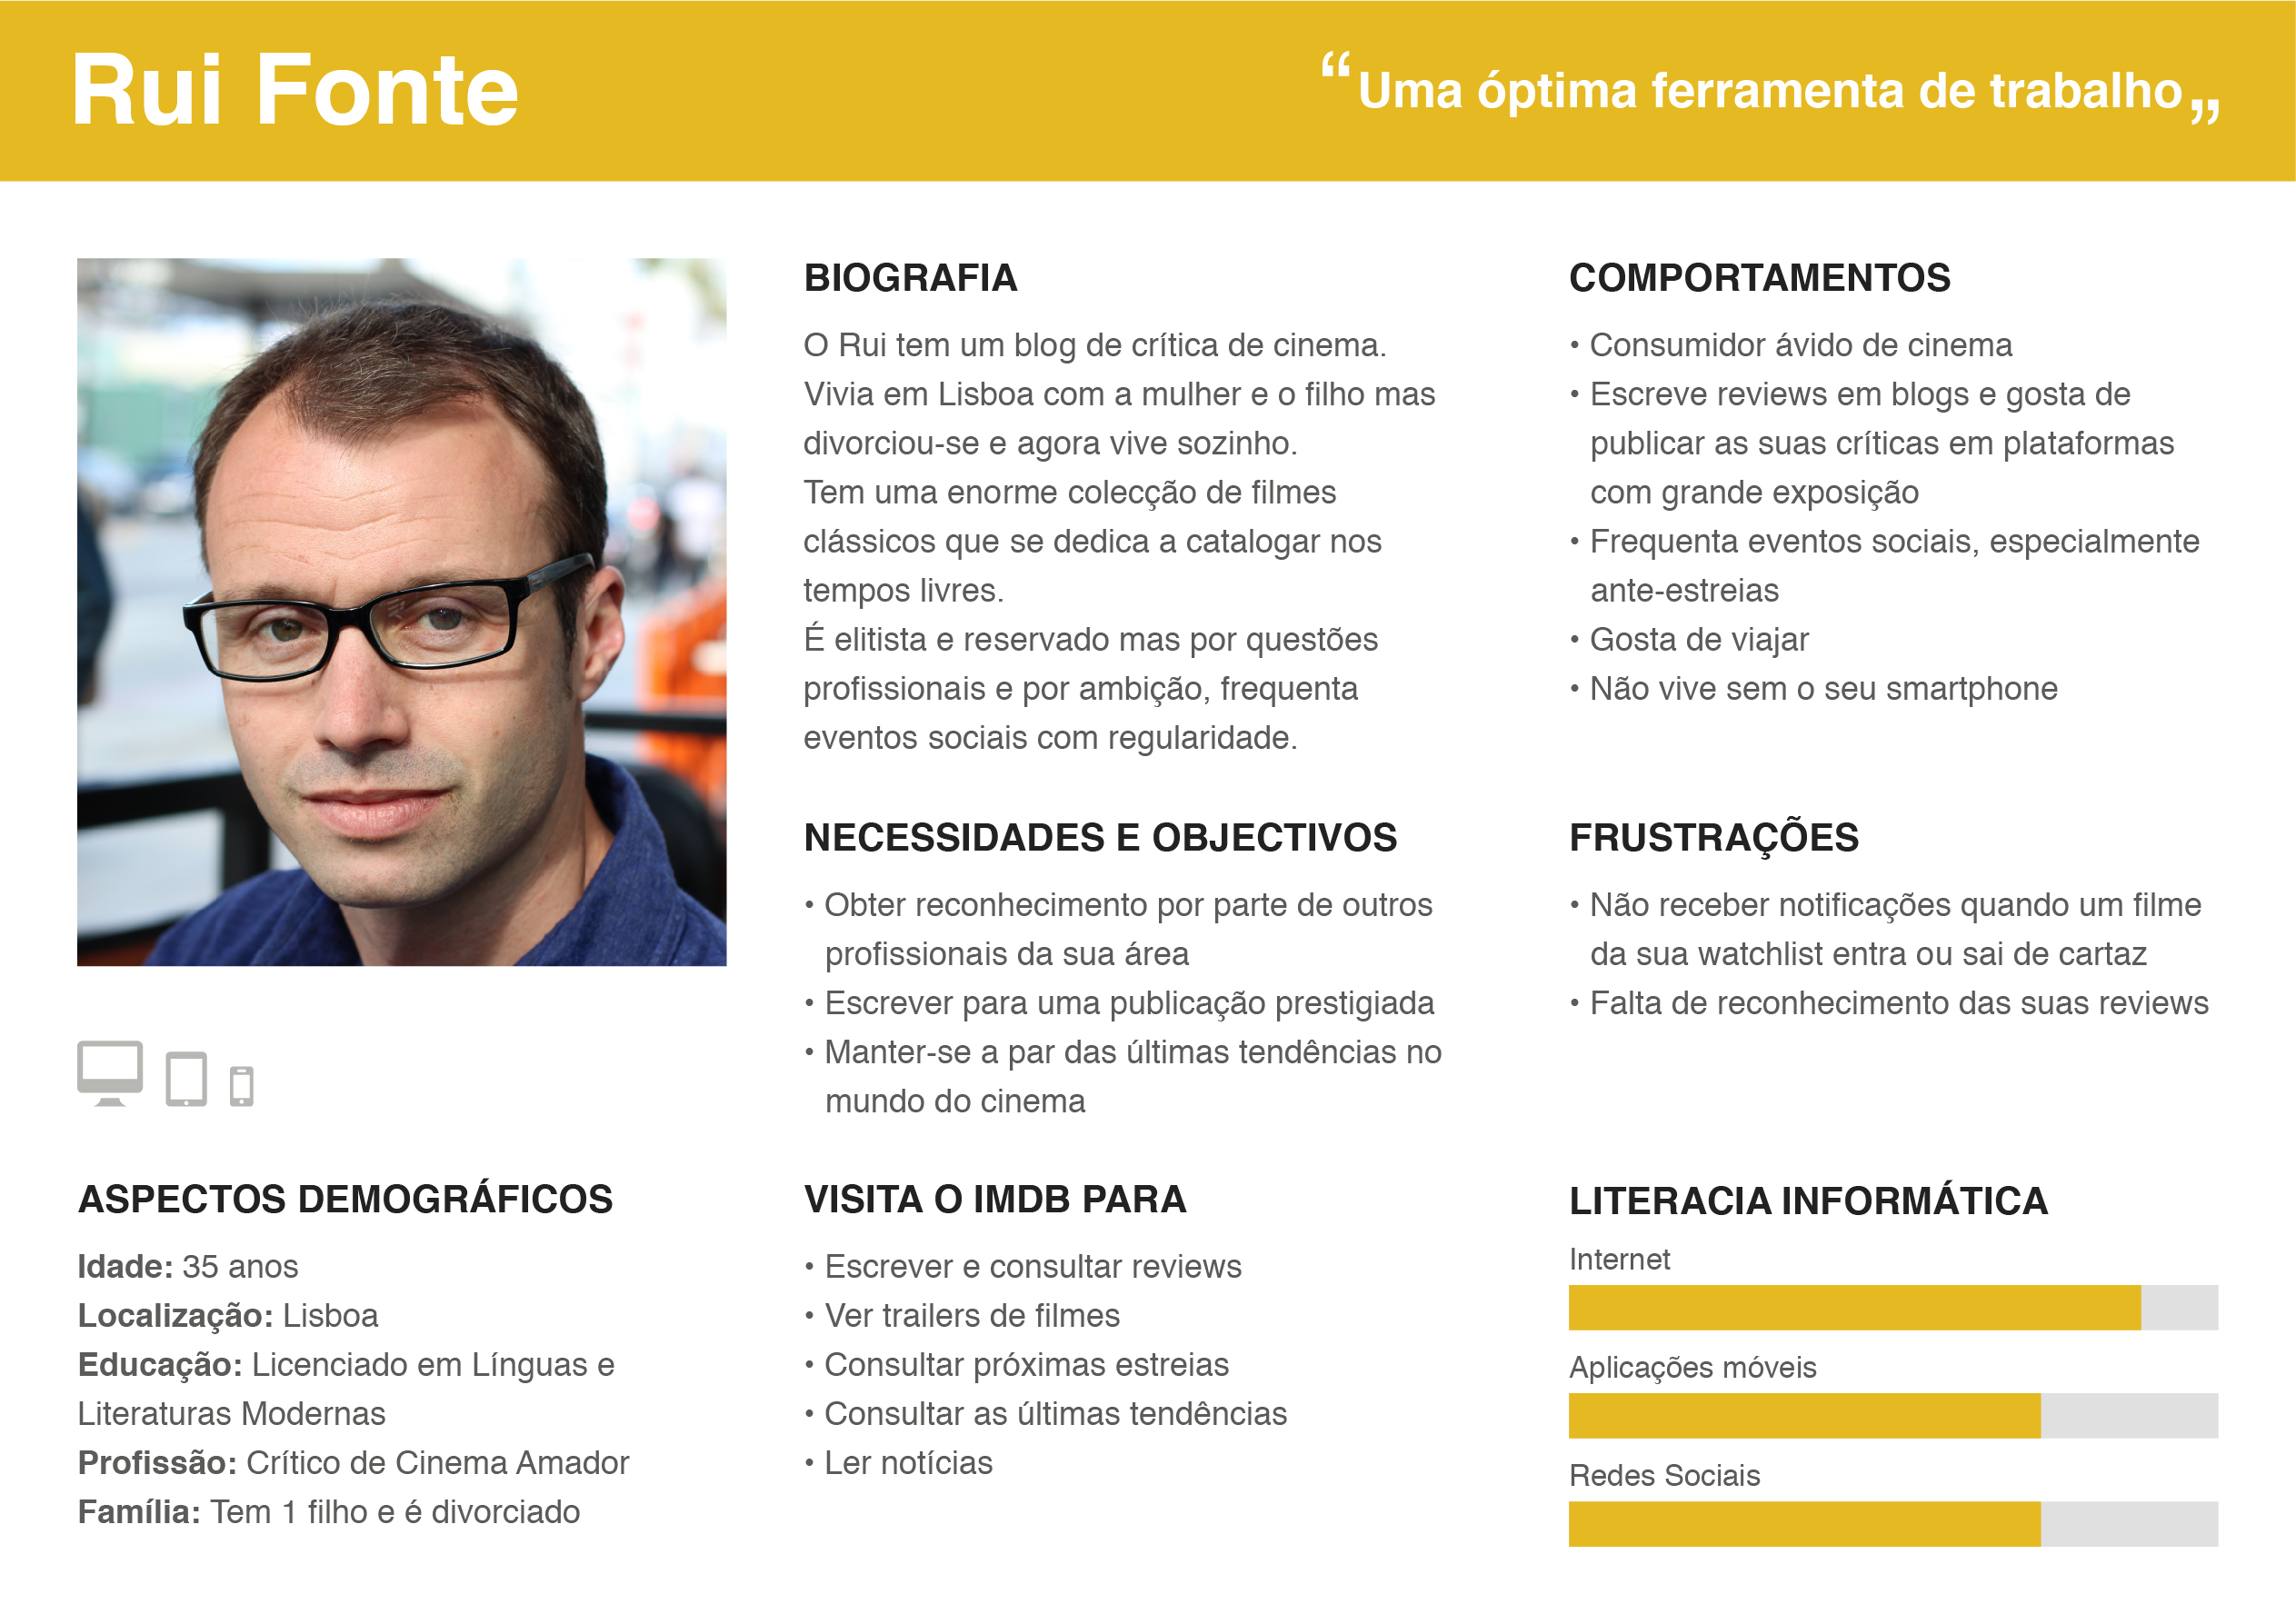 Rui Fonte
“Uma óptima ferramenta de trabalho”
BIOGRAFIA
O Rui tem um blog de crítica de cinema.
Vivia em Lisboa com a mulher e o filho mas
divorciou-se e agora vive sozinho.
Tem uma enorme colecção de filmes
clássicos que se dedica a catalogar nos
tempos livres.
É elitista e reservado mas por questões
profissionais e por ambição, frequenta
eventos sociais com regularidade.
COMPORTAMENTOS
• Consumidor ávido de cinema
• Escreve reviews em blogs e gosta de
publicar as suas críticas em plataformas
com grande exposição
• Frequenta eventos sociais, especialmente
ante-estreias
• Gosta de viajar
• Não vive sem o seu smartphone
NECESSIDADES E OBJECTIVOS
• Obter reconhecimento por parte de outros
profissionais da sua área
• Escrever para uma publicação prestigiada
• Manter-se a par das últimas tendências no
mundo do cinema
FRUSTRAÇÕES
• Não receber notificações quando um filme
da sua watchlist entra ou sai de cartaz
• Falta de reconhecimento das suas reviews
ASPECTOS DEMOGRÁFICOS
Idade: 35 anos
Localização: Lisboa
Educação: Licenciado em Línguas e
Literaturas Modernas
Profissão: Crítico de Cinema Amador
Família: Tem 1 filho e é divorciado
VISITA O IMDB PARA
• Escrever e consultar reviews
• Ver trailers de filmes
• Consultar próximas estreias
• Consultar as últimas tendências
• Ler notícias
LITERACIA INFORMÁTICA
Internet
Aplicações móveis
Redes Sociais